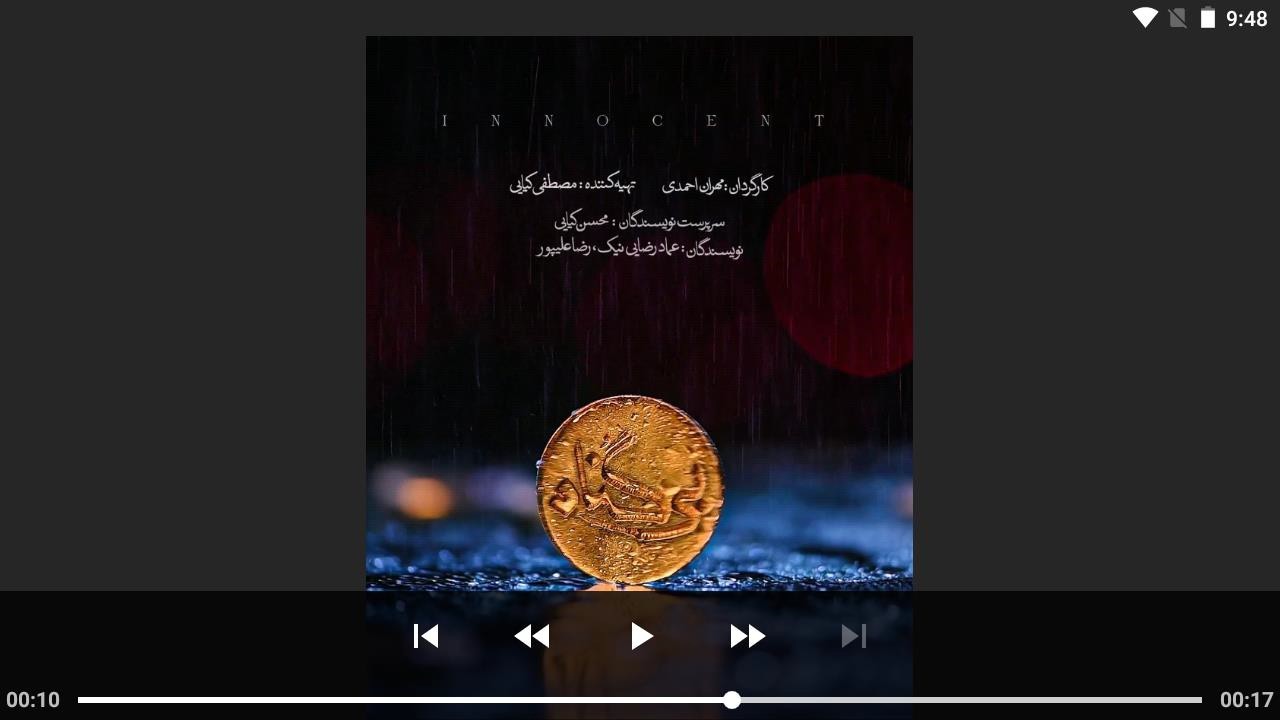 9:48
I N N O C E N T
کارگردان: مهران احمدی تهیه‌کننده: مصطفی کیایی
سرپرست نویسندگان: محسن کیایی
نویسندگان: عماد رضایی نیک، رضا علیپور
بی‌گناه
00:10
00:17